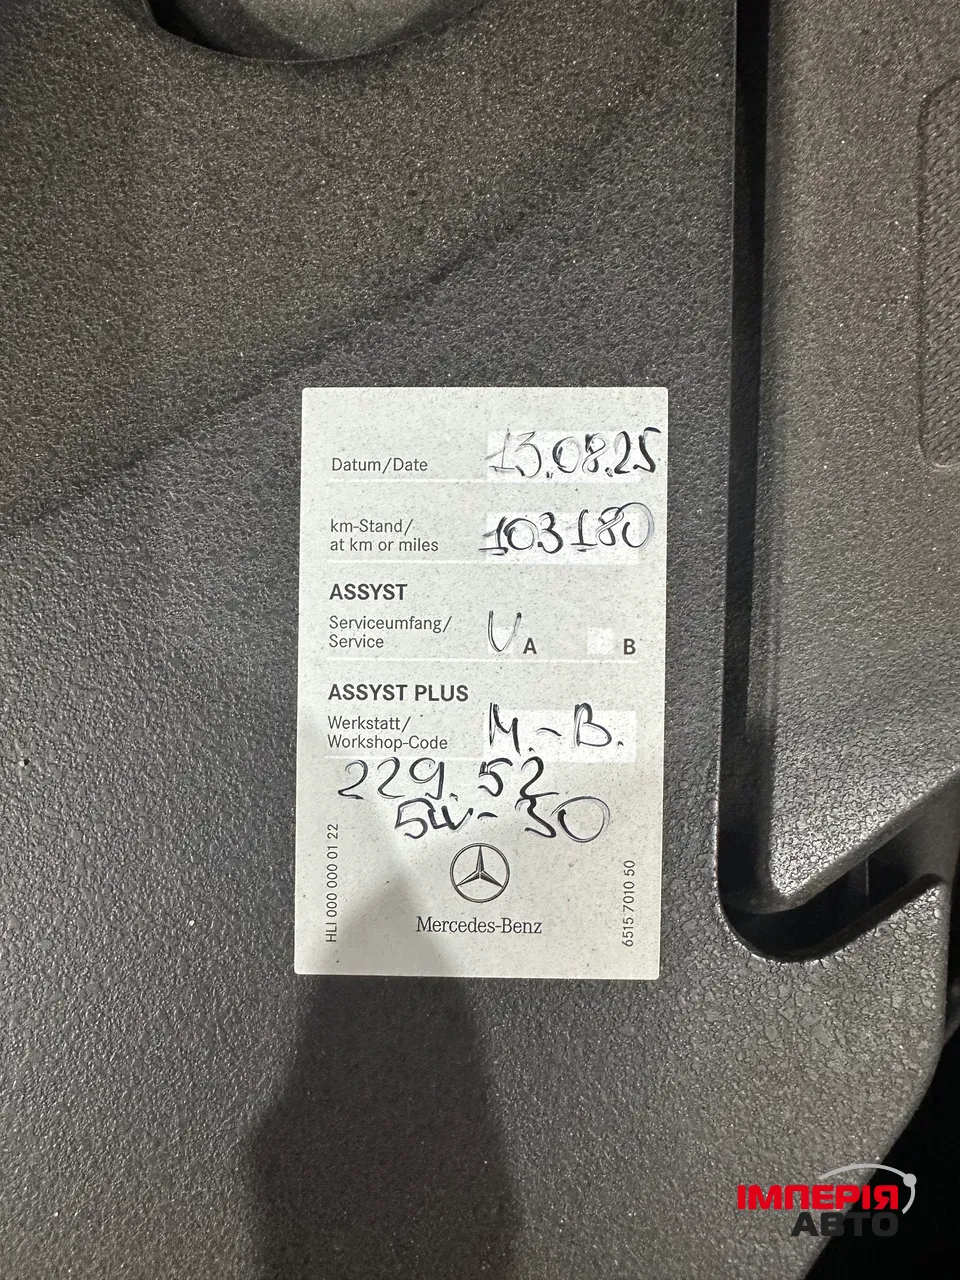 Datum/Date 13.08.25
km-Stand/
at km or miles 103180
ASSYST
Serviceumfang/
Service V A B
ASSYST PLUS
Werkstatt/
Workshop-Code M.-B.
229.52
5W-30
HLI 000 000 01 22
6515 7010 50
Mercedes-Benz
ІМПЕРІЯ
АВТО